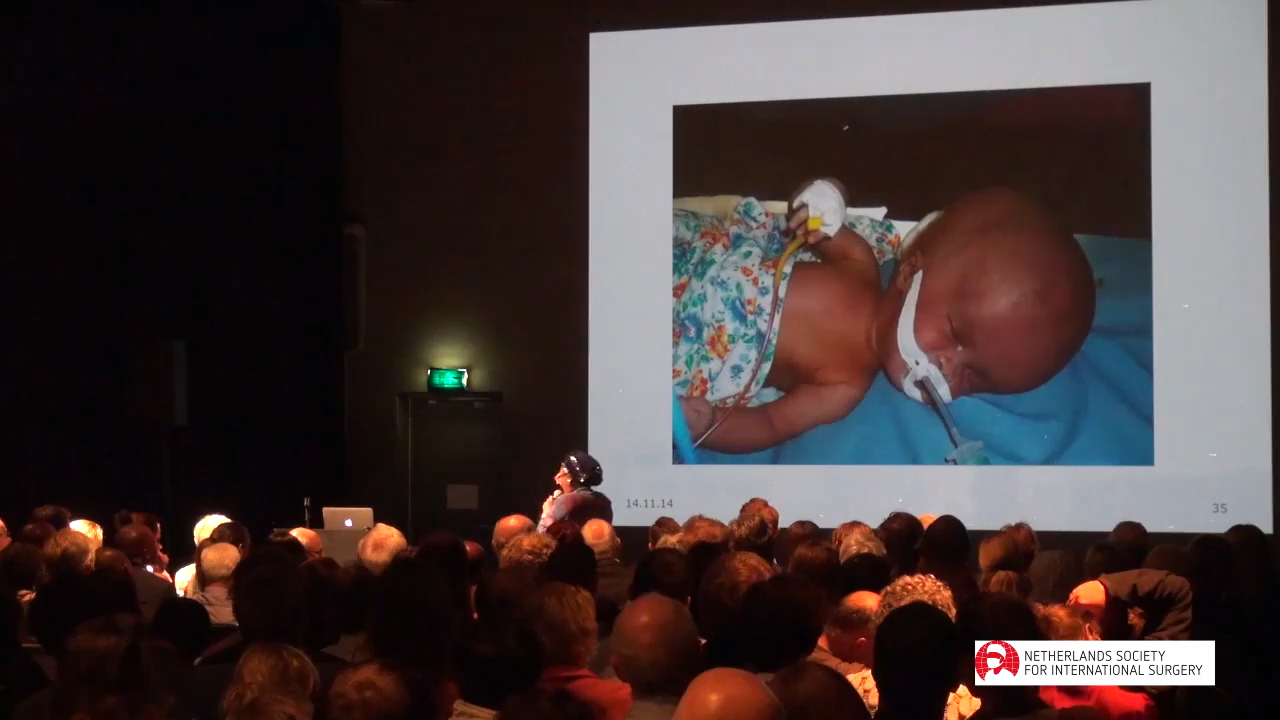 14.11.14
35
NETHERLANDS SOCIETY
FOR INTERNATIONAL SURGERY